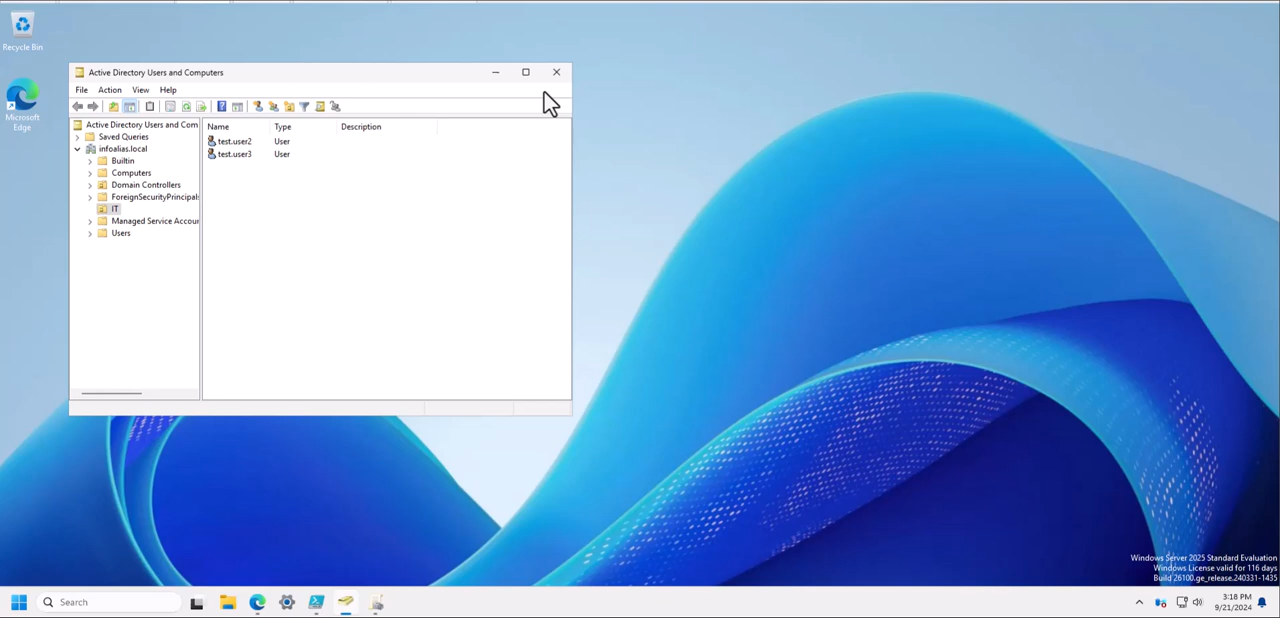 Recycle Bin
Microsoft
Edge
Active Directory Users and Computers
File Action View Help
Active Directory Users and Com
Saved Queries
infoalias.local
Builtin
Computers
Domain Controllers
ForeignSecurityPrincipals
IT
Managed Service Accour
Users
Name Type Description
test.user2 User
test.user3 User
Windows Server 2025 Standard Evaluation
Windows License valid for 116 days
Build 26100.ge_release.240331-1435
Search
3:18 PM
9/21/2024